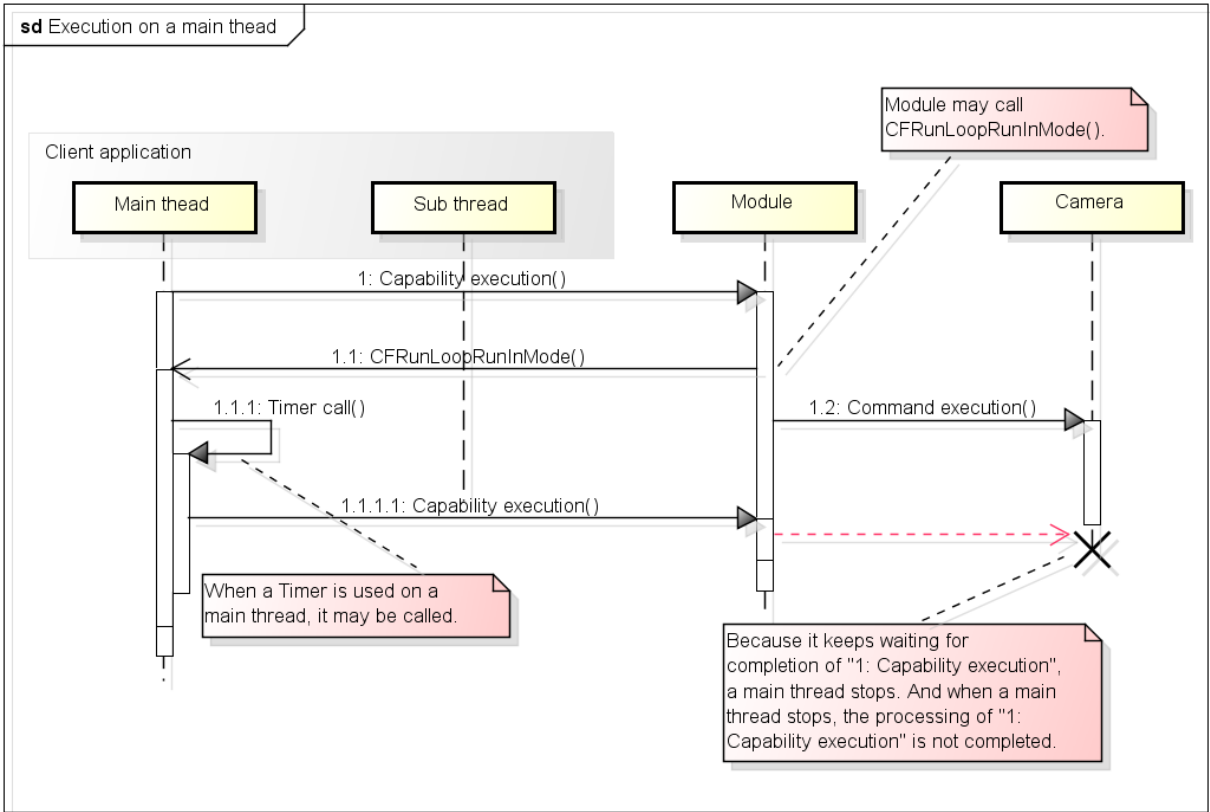 sd Execution on a main thead
Module may call
CFRunLoopRunInMode().
Client application
Main thead
Sub thread
Module
Camera
1: Capability execution()
1.1: CFRunLoopRunInMode()
1.1.1: Timer call()
1.2: Command execution()
1.1.1.1: Capability execution()
When a Timer is used on a
main thread, it may be called.
Because it keeps waiting for
completion of "1: Capability execution",
a main thread stops. And when a main
thread stops, the processing of "1:
Capability execution" is not completed.